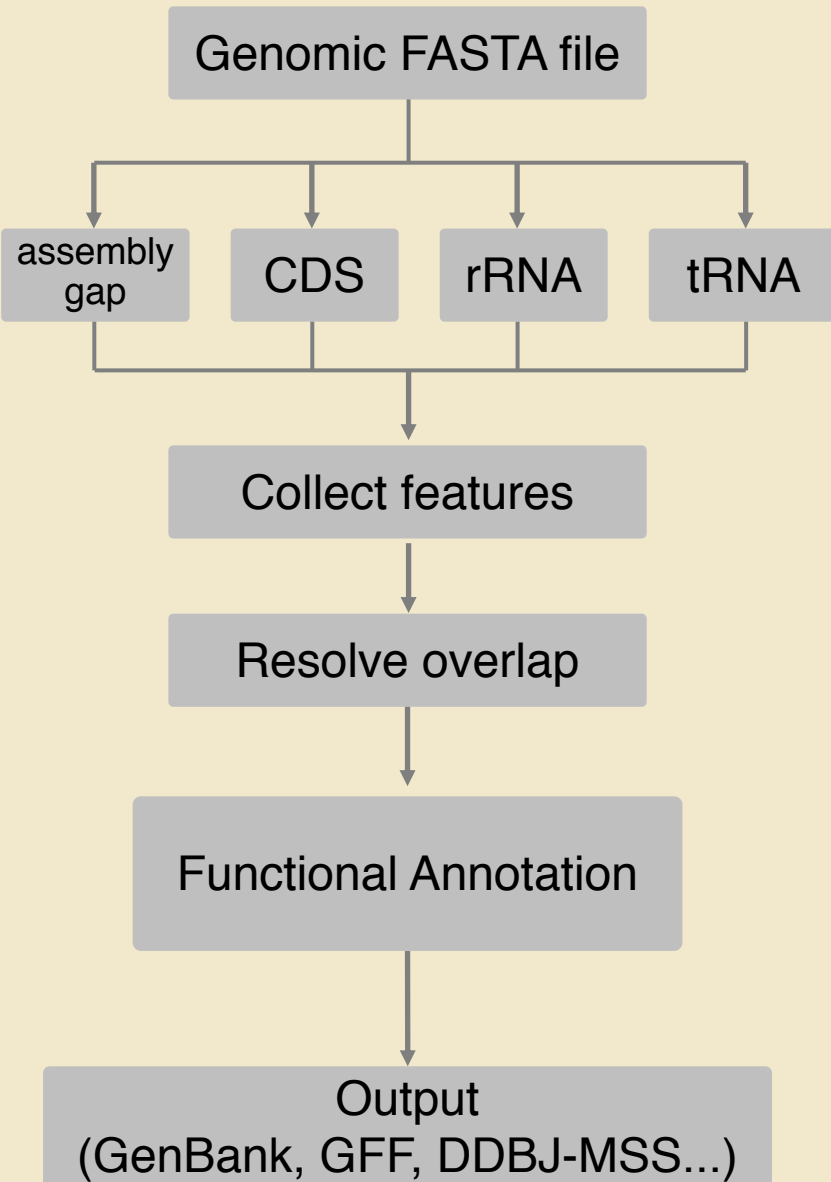 Genomic FASTA file
assembly
gap
CDS
rRNA
tRNA
Collect features
Resolve overlap
Functional Annotation
Output
(GenBank, GFF, DDBJ-MSS...)